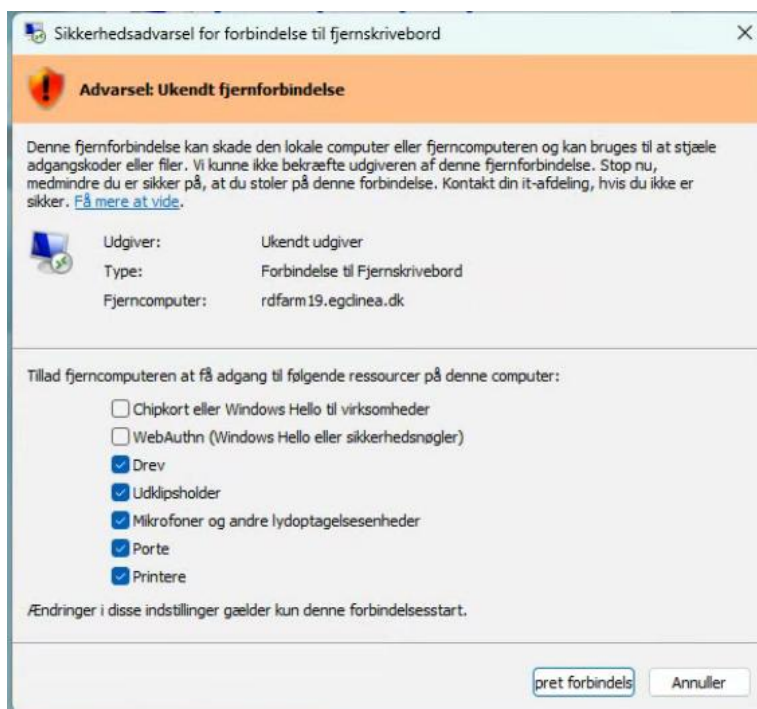 Sikkerhedsadvarsel for forbindelse til fjernskrivebord
Advarsel: Ukendt fjernforbindelse
Denne fjernforbindelse kan skade den lokale computer eller fjerncomputeren og kan bruges til at stjæle
adgangskoder eller filer. Vi kunne ikke bekræfte udgiveren af denne fjernforbindelse. Stop nu,
medmindre du er sikker på, at du stoler på denne forbindelse. Kontakt din it-afdeling, hvis du ikke er
sikker. Få mere at vide.
Udgiver: Ukendt udgiver
Type: Forbindelse til Fjernskrivebord
Fjerncomputer: rdfarm19.egclinea.dk
Tillad fjerncomputeren at få adgang til følgende ressourcer på denne computer:
Chipkort eller Windows Hello til virksomheder
WebAuthn (Windows Hello eller sikkerhedsnøgler)
Drev
Udklipsholder
Mikrofoner og andre lydoptagelsesenheder
Porte
Printere
Ændringer i disse indstillinger gælder kun denne forbindelsesstart.
pret forbindels
Annuller